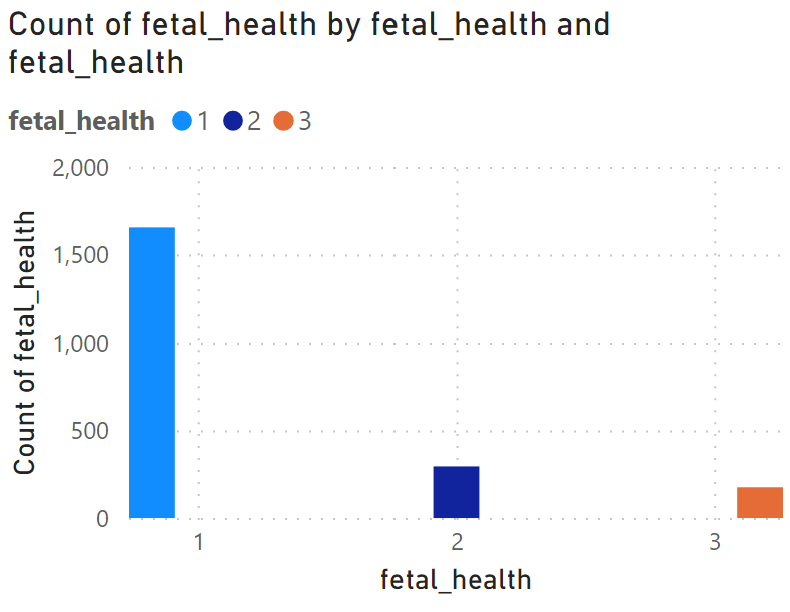 Count of fetal_health by fetal_health and
fetal_health
fetal_health 1 2 3
2,000
1,500
1,000
500
0
Count of fetal_health
1 2 3
fetal_health